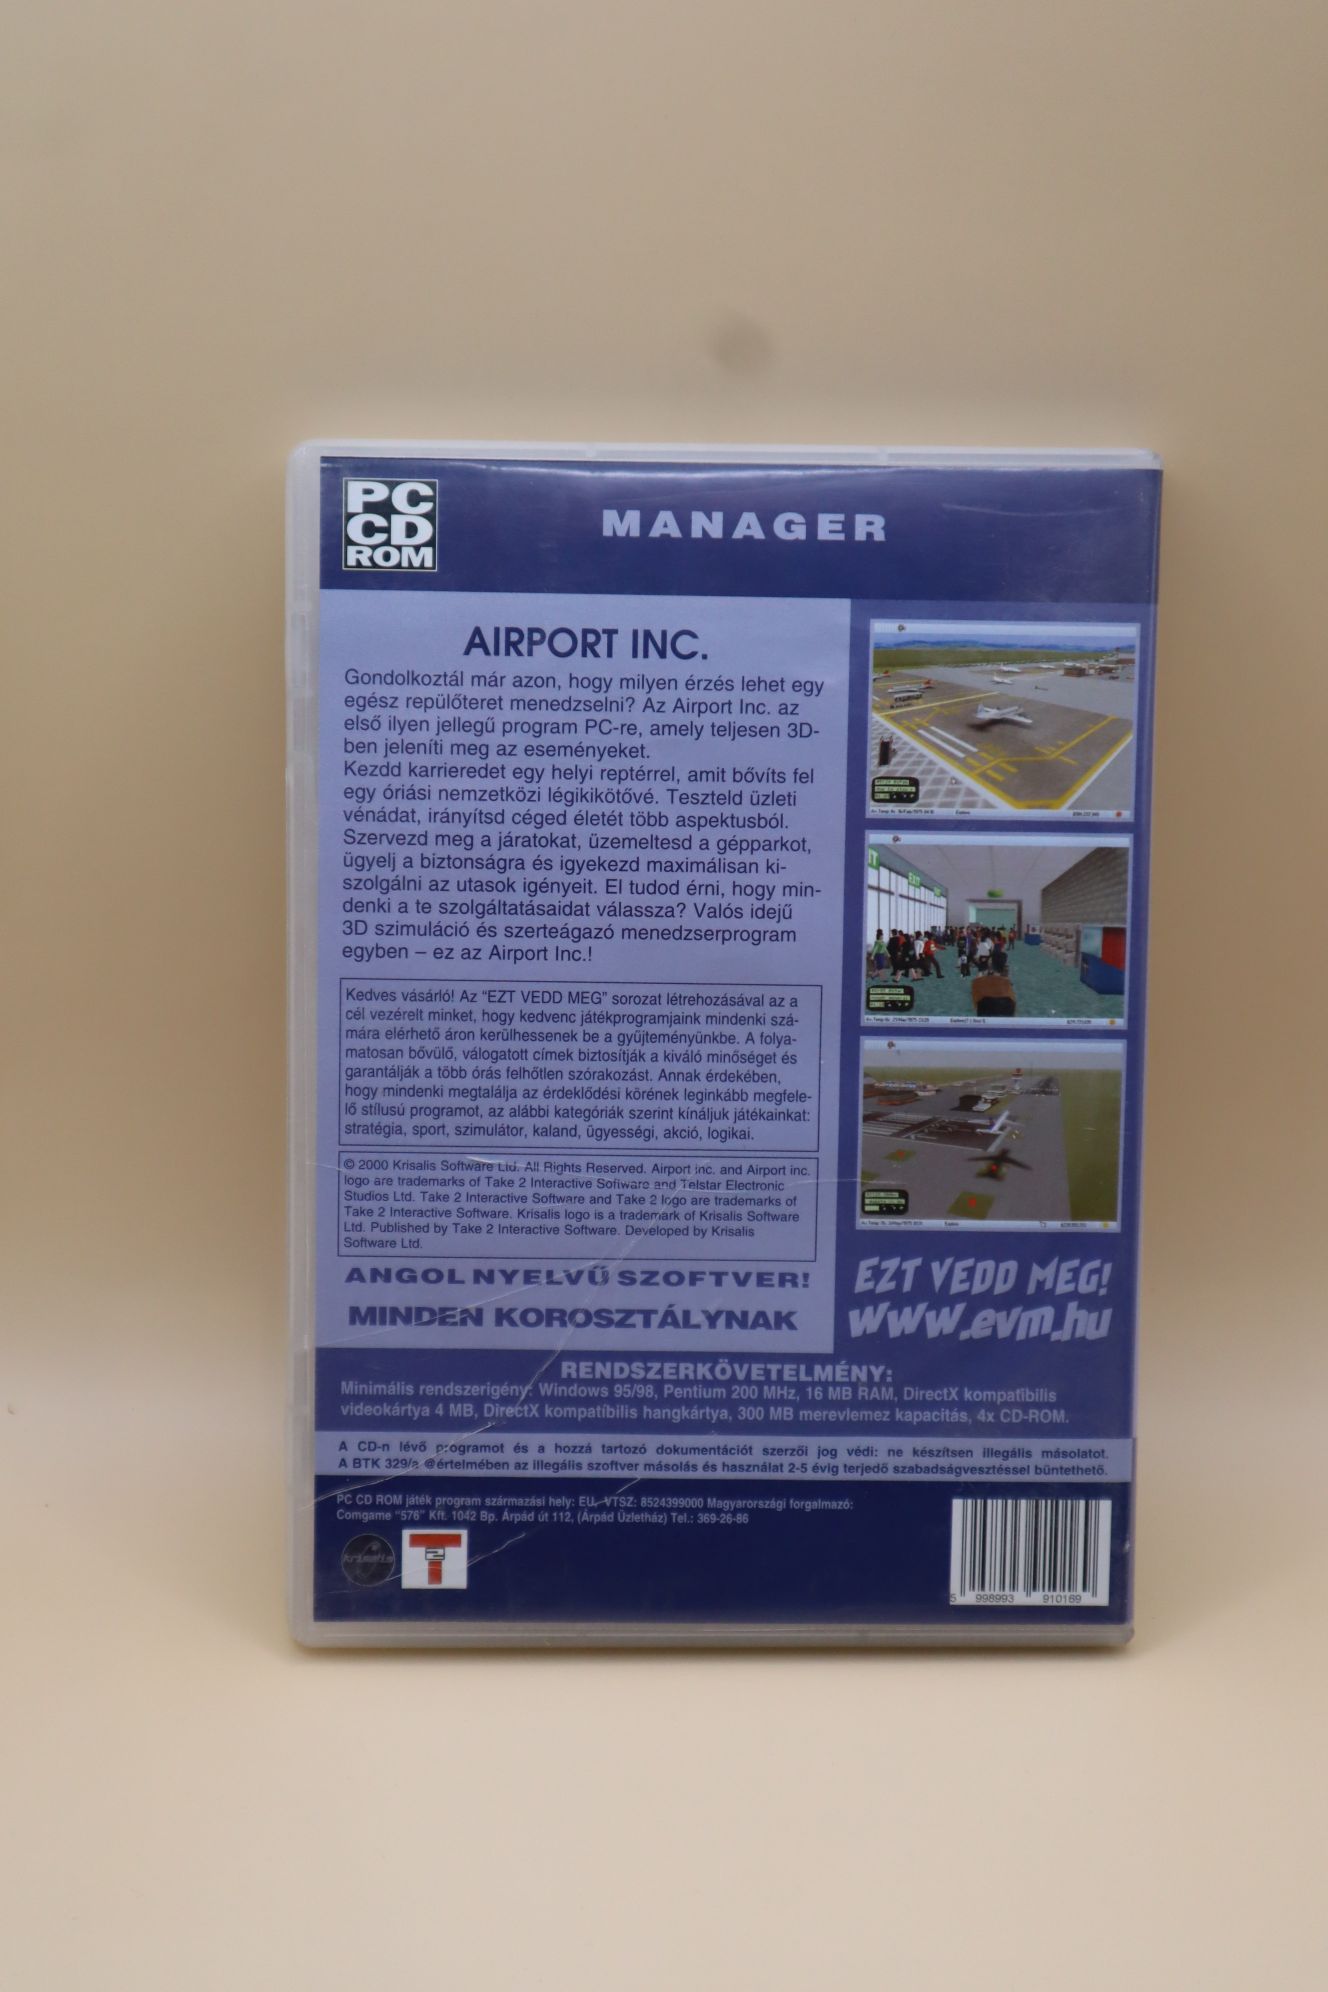 PC
CD
ROM
MANAGER
AIRPORT INC.
Gondolkoztál már azon, hogy milyen érzés lehet egy
egész repülőteret menedzselni? Az Airport Inc. az
első ilyen jellegű program PC-re, amely teljesen 3D-
ben jeleníti meg az eseményeket.
Kezdd karrieredet egy helyi reptérrel, amit bővíts fel
egy óriási nemzetközi légikikötővé. Teszteld üzleti
vénádat, irányítsd céged életét több aspektusból.
Szervezd meg a járatokat, üzemeltesd a gépparkot,
ügyelj a biztonságra és igyekezd maximálisan ki-
szolgálni az utasok igényeit. El tudod érni, hogy min-
denki a te szolgáltatásaidat válassza? Valós idejű
3D szimuláció és szerteágazó menedzserprogram
egyben – ez az Airport Inc.!
Kedves vásárló! Az "EZT VEDD MEG" sorozat létrehozásával az a
cél vezérelt minket, hogy kedvenc játékprogramjaink mindenki szá-
mára elérhető áron kerülhessenek be a gyűjteményünkbe. A folya-
matosan bővülő, válogatott címek biztosítják a kiváló minőséget és
garantálják a több órás felhőtlen szórakozást. Annak érdekében,
hogy mindenki megtalálja az érdeklődési körének leginkább megfele-
lő stílusú programot, az alábbi kategóriák szerint kínáljuk játékainkat:
stratégia, sport, szimulátor, kaland, ügyességi, akció, logikai.
© 2000 Krisalis Software Ltd. All Rights Reserved. Airport inc. and Airport inc.
logo are trademarks of Take 2 Interactive Software and Telstar Electronic
Studios Ltd. Take 2 Interactive Software and Take 2 logo are trademarks of
Take 2 Interactive Software. Krisalis logo is a trademark of Krisalis Software
Ltd. Published by Take 2 Interactive Software. Developed by Krisalis
Software Ltd.
ANGOL NYELVŰ SZOFTVER!
MINDEN KOROSZTÁLYNAK
EXIT
EZT VEDD MEG!
www.evm.hu
RENDSZERKÖVETELMÉNY:
Minimális rendszerigény: Windows 95/98, Pentium 200 MHz, 16 MB RAM, DirectX kompatibilis
videokártya 4 MB, DirectX kompatíbilis hangkártya, 300 MB merevlemez kapacitás, 4x CD-ROM.
A CD-n lévő programot és a hozzá tartozó dokumentációt szerzői jog védi: ne készítsen illegális másolatot.
A BTK 329/a @értelmében az illegális szoftver másolás és használat 2-5 évig terjedő szabadságvesztéssel büntethető.
PC CD ROM játék program származási hely: EU, VTSZ: 8524399000 Magyarországi forgalmazó:
Comgame "576" Kft. 1042 Bp. Árpád út 112, (Árpád Üzletház) Tel.: 369-26-86
krisalis
T2
5 998993 910169